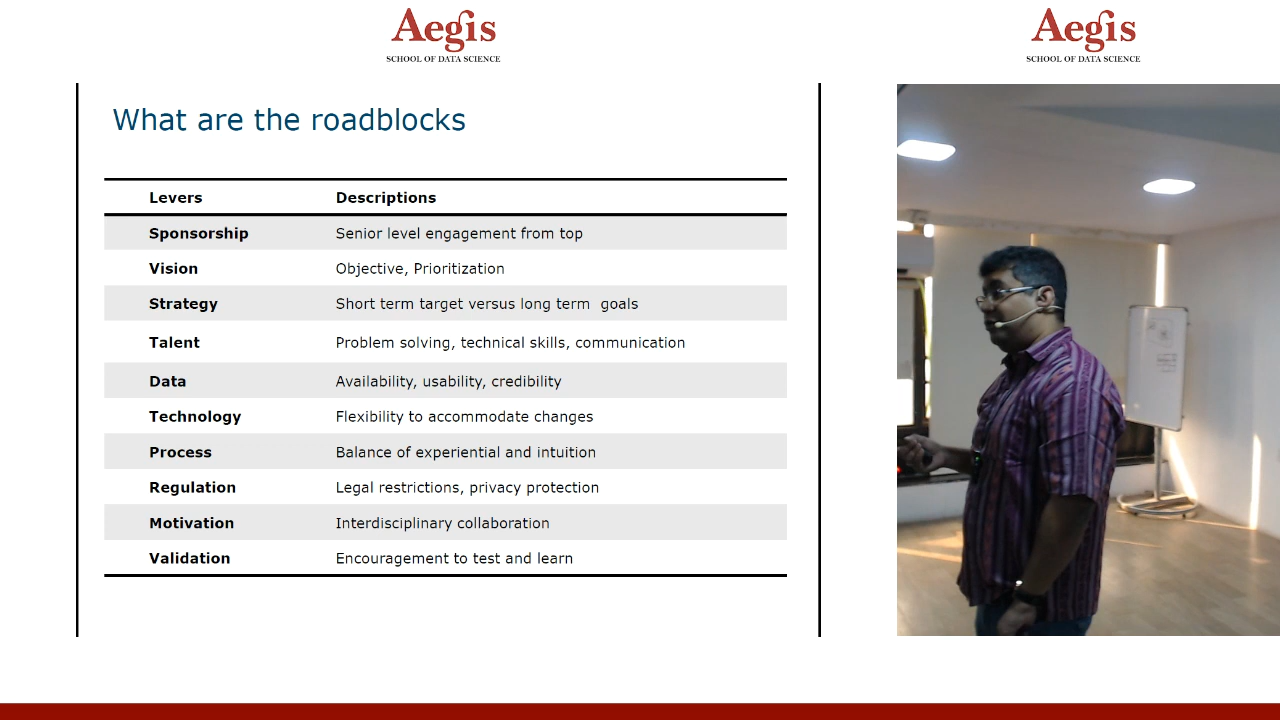 Aegis
SCHOOL OF DATA SCIENCE
Aegis
SCHOOL OF DATA SCIENCE
What are the roadblocks
Levers Descriptions
Sponsorship Senior level engagement from top
Vision Objective, Prioritization
Strategy Short term target versus long term goals
Talent Problem solving, technical skills, communication
Data Availability, usability, credibility
Technology Flexibility to accommodate changes
Process Balance of experiential and intuition
Regulation Legal restrictions, privacy protection
Motivation Interdisciplinary collaboration
Validation Encouragement to test and learn